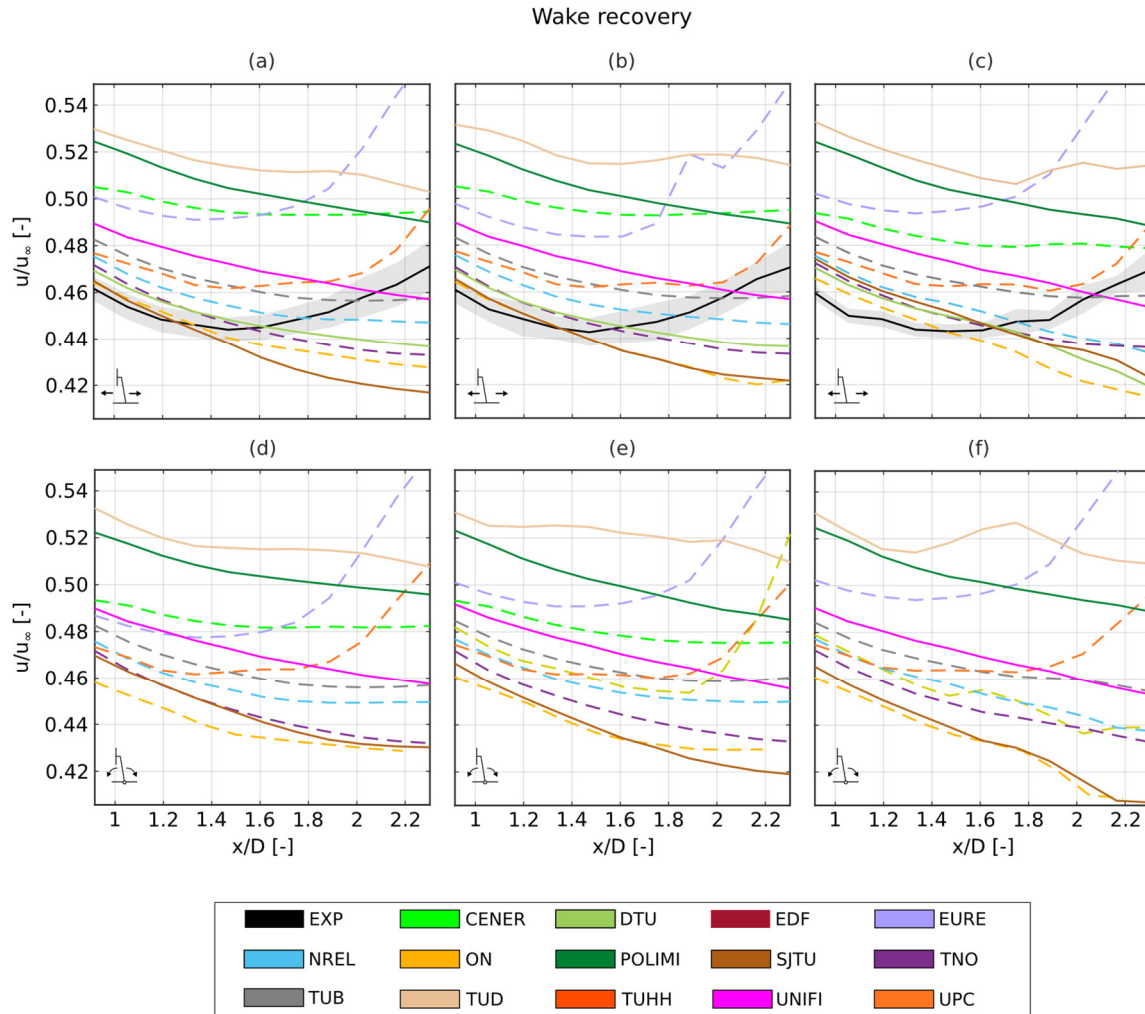 Wake recovery
(a) (b) (c)
0.54
0.52
0.50
0.48
0.46
0.44
0.42
u/u∞ [-]
(d) (e) (f)
0.54
0.52
0.50
0.48
0.46
0.44
0.42
u/u∞ [-]
1 1.2 1.4 1.6 1.8 2 2.2 1 1.2 1.4 1.6 1.8 2 2.2 1 1.2 1.4 1.6 1.8 2 2.2
x/D [-] x/D [-] x/D [-]
EXP CENER DTU EDF EURE
NREL ON POLIMI SJTU TNO
TUB TUD TUHH UNIFI UPC